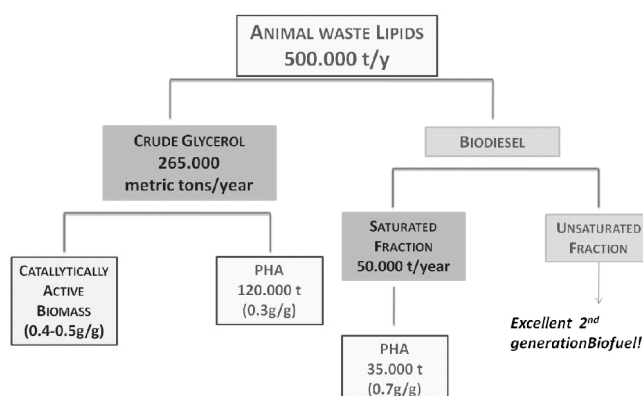 ANIMAL WASTE LIPIDS
500.000 t/y
CRUDE GLYCEROL
265.000
metric tons/year
BIODIESEL
SATURATED
FRACTION
50.000 t/year
UNSATURATED
FRACTION
CATALLYTICALLY
ACTIVE
BIOMASS
(0.4-0.5g/g)
PHA
120.000 t
(0.3g/g)
Excellent 2nd
generationBiofuel!
PHA
35.000 t
(0.7g/g)